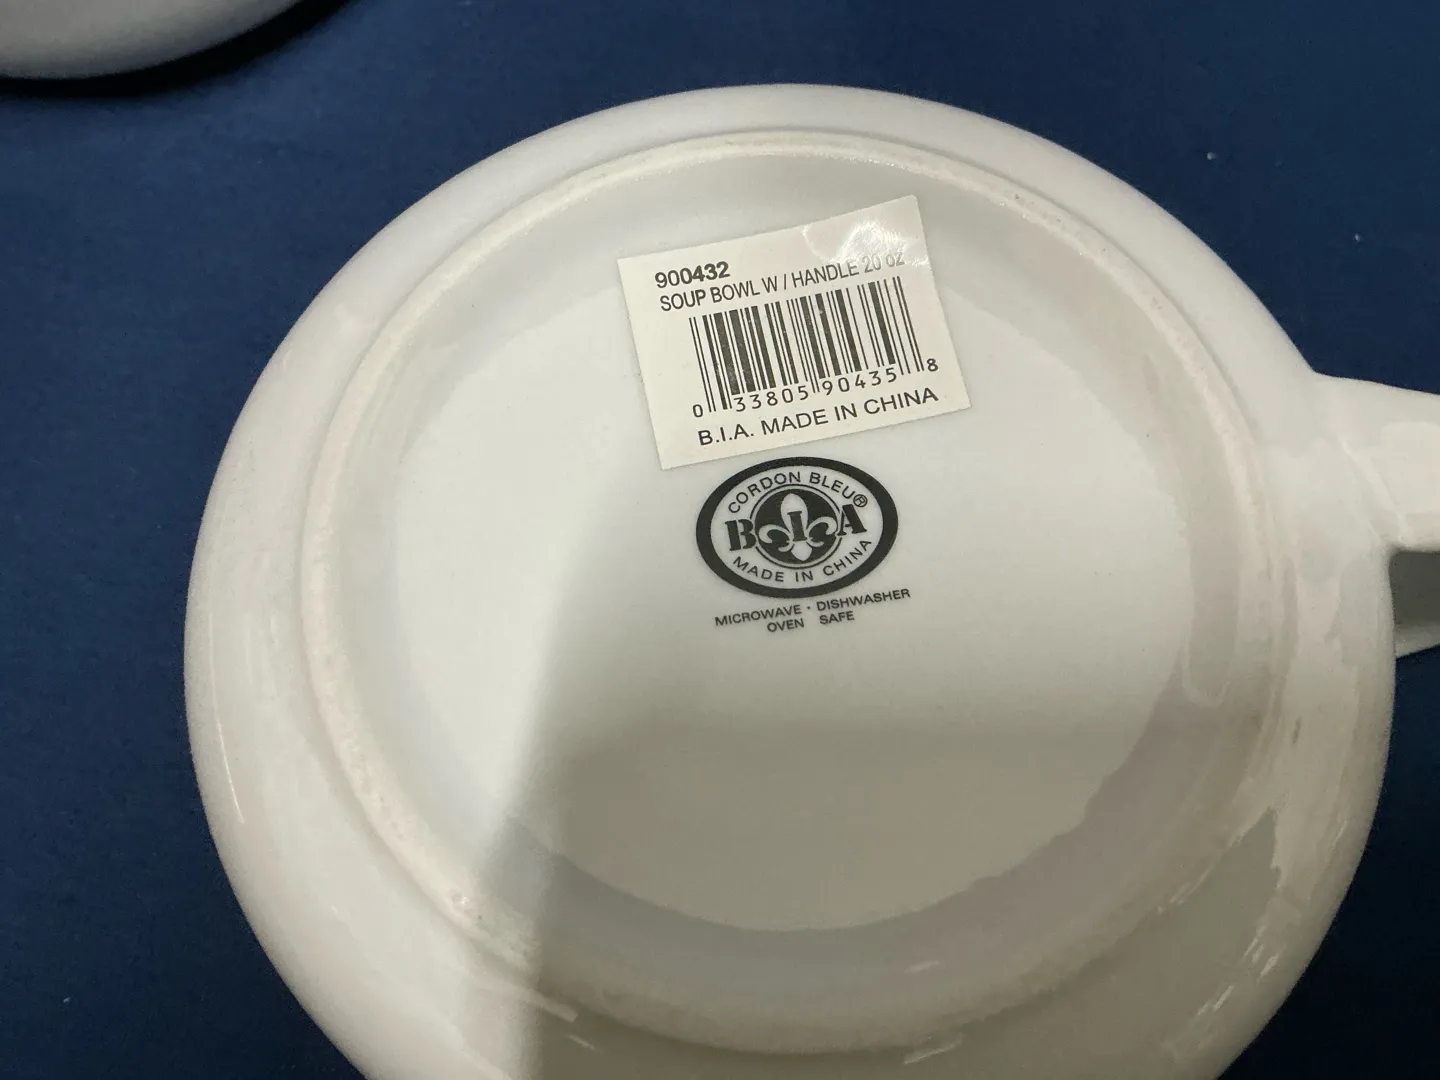 900432
SOUP BOWL W / HANDLE 20 oz
0 33805 90435 8
B.I.A. MADE IN CHINA
CORDON BLEU®
BIA
MADE IN CHINA
MICROWAVE · DISHWASHER
OVEN SAFE